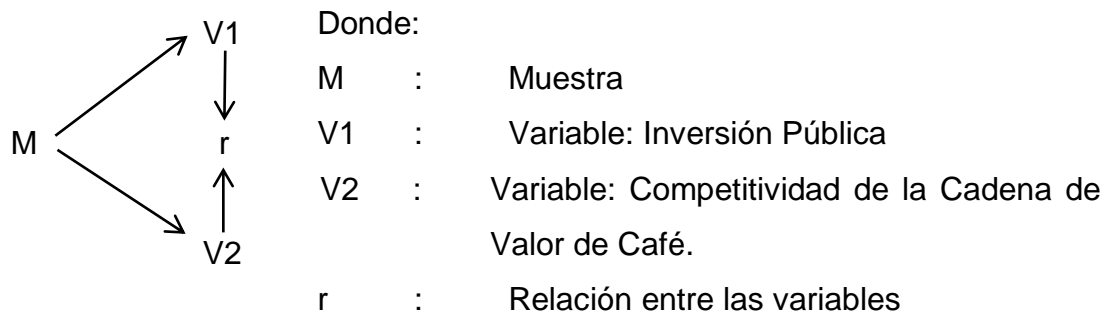 V1
M
r
V2
Donde:
M : Muestra
V1 : Variable: Inversión Pública
V2 : Variable: Competitividad de la Cadena de
Valor de Café.
r : Relación entre las variables